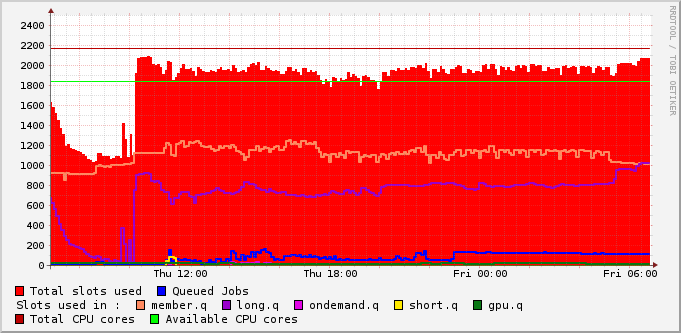 2400
2200
2000
1800
1600
1400
1200
1000
800
600
400
200
0
Thu 12:00 Thu 18:00 Fri 00:00 Fri 06:00
RRDTOOL / TOBI OETIKER
Total slots used Queued Jobs
Slots used in : member.q long.q ondemand.q short.q gpu.q
Total CPU cores Available CPU cores